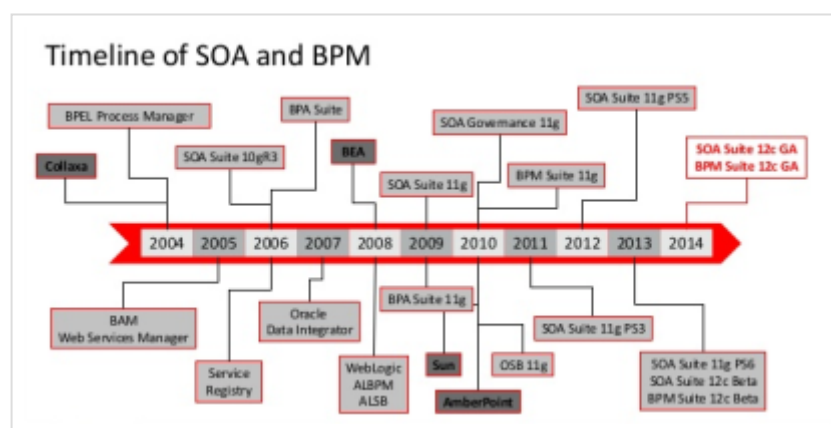 Timeline of SOA and BPM
BPEL Process Manager
BPA Suite
SOA Suite 11g PS5
SOA Governance 11g
Collaxa
SOA Suite 10gR3
BEA
SOA Suite 11g
BPM Suite 11g
SOA Suite 12c GA
BPM Suite 12c GA
2004 2005 2006 2007 2008 2009 2010 2011 2012 2013 2014
BAM
Web Services Manager
Service
Registry
Oracle
Data Integrator
WebLogic
ALBPM
ALSB
BPA Suite 11g
Sun
AmberPoint
OSB 11g
SOA Suite 11g PS3
SOA Suite 11g PS6
SOA Suite 12c Beta
BPM Suite 12c Beta